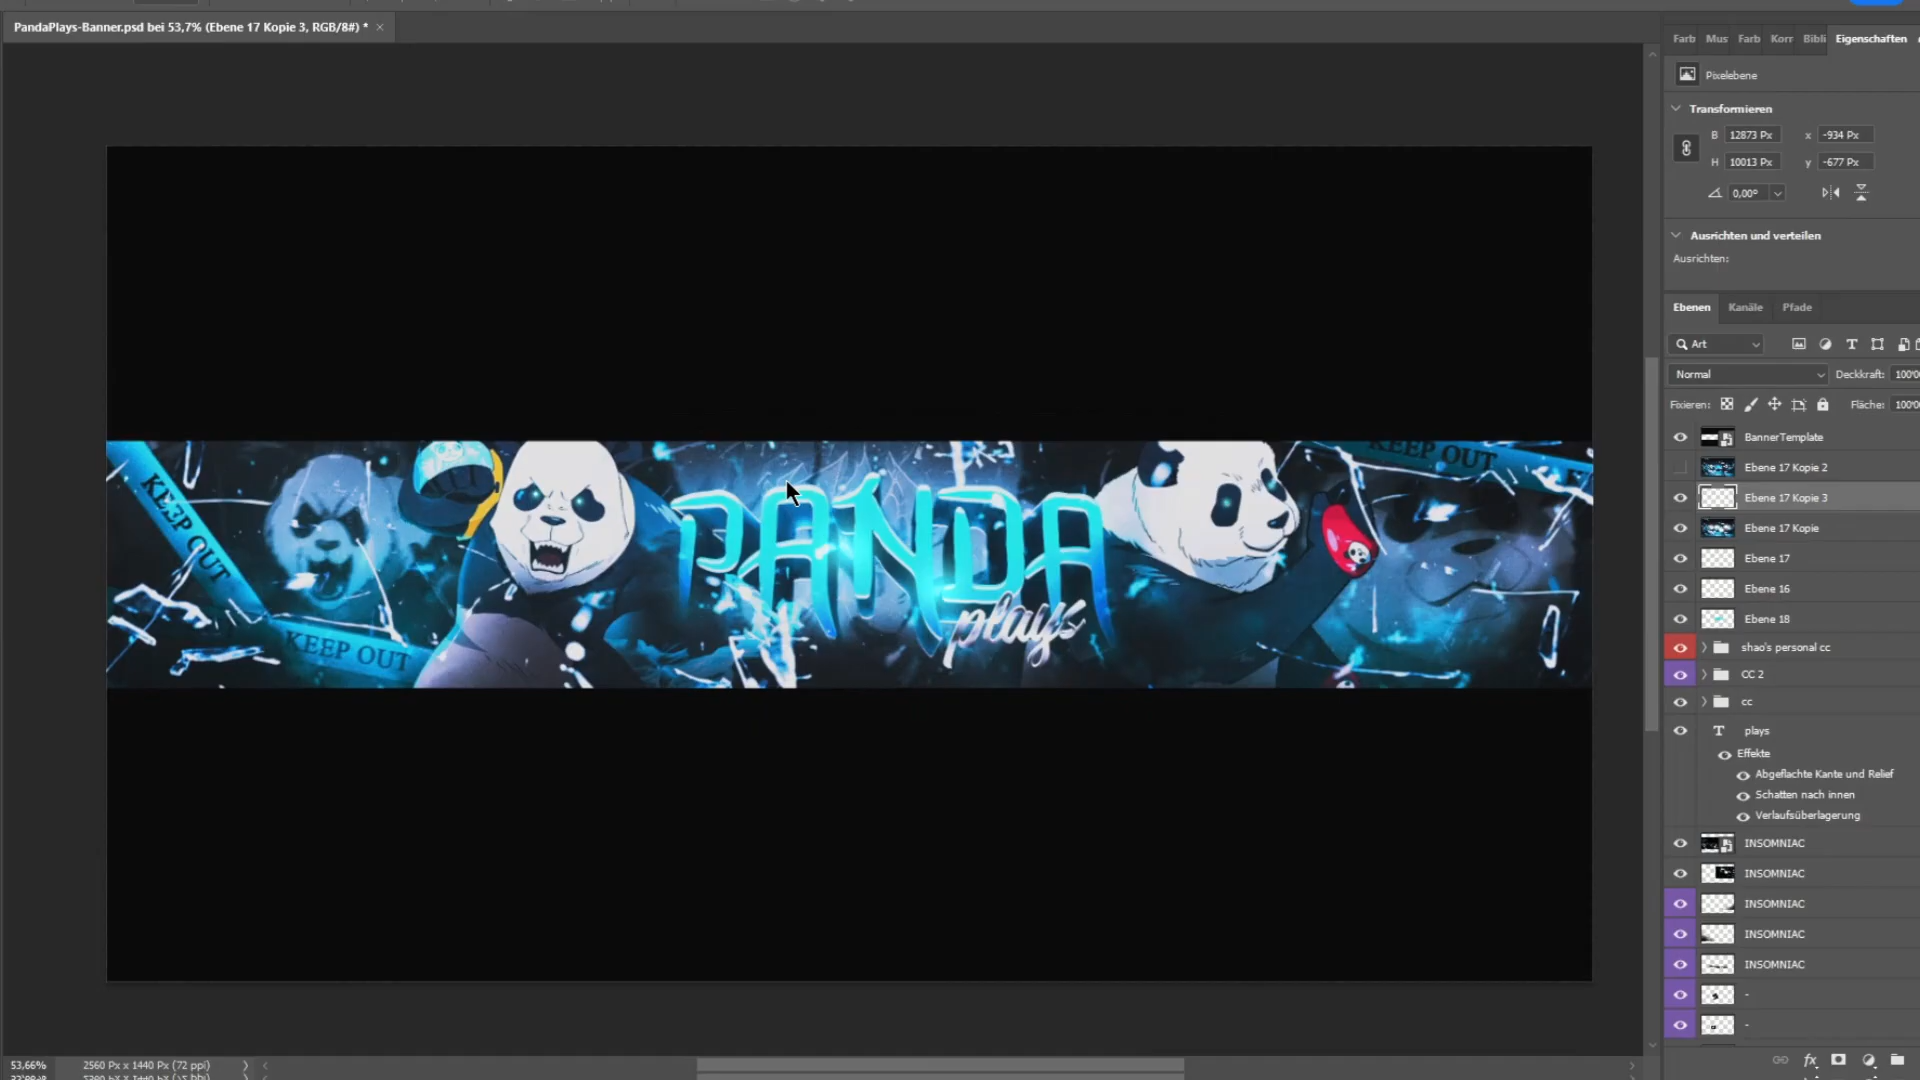 PandaPlays-Banner.psd bei 53,7% (Ebene 17 Kopie 3, RGB/8#) *
Farb Mus Farb Korr Bibli Eigenschaften
Pixelebene
Transformieren
B 12873 Px x -934 Px
H 10013 Px y -677 Px
0,00°
Ausrichten und verteilen
Ausrichten:
Ebenen Kanäle Pfade
Art
Normal Deckkraft:
Fixieren: Fläche:
BannerTemplate
Ebene 17 Kopie 2
Ebene 17 Kopie 3
Ebene 17 Kopie
Ebene 17
Ebene 16
Ebene 18
shao's personal cc
CC 2
cc
T plays
Effekte
Abgeflachte Kante und Relief
Schatten nach innen
Verlaufsüberlagerung
INSOMNIAC
INSOMNIAC
INSOMNIAC
INSOMNIAC
INSOMNIAC
-
-
fx
KEEP OUT
KEEP OUT
PANDA
plays
KEEP OUT
53,66% 2560 Px x 1440 Px (72 ppi)